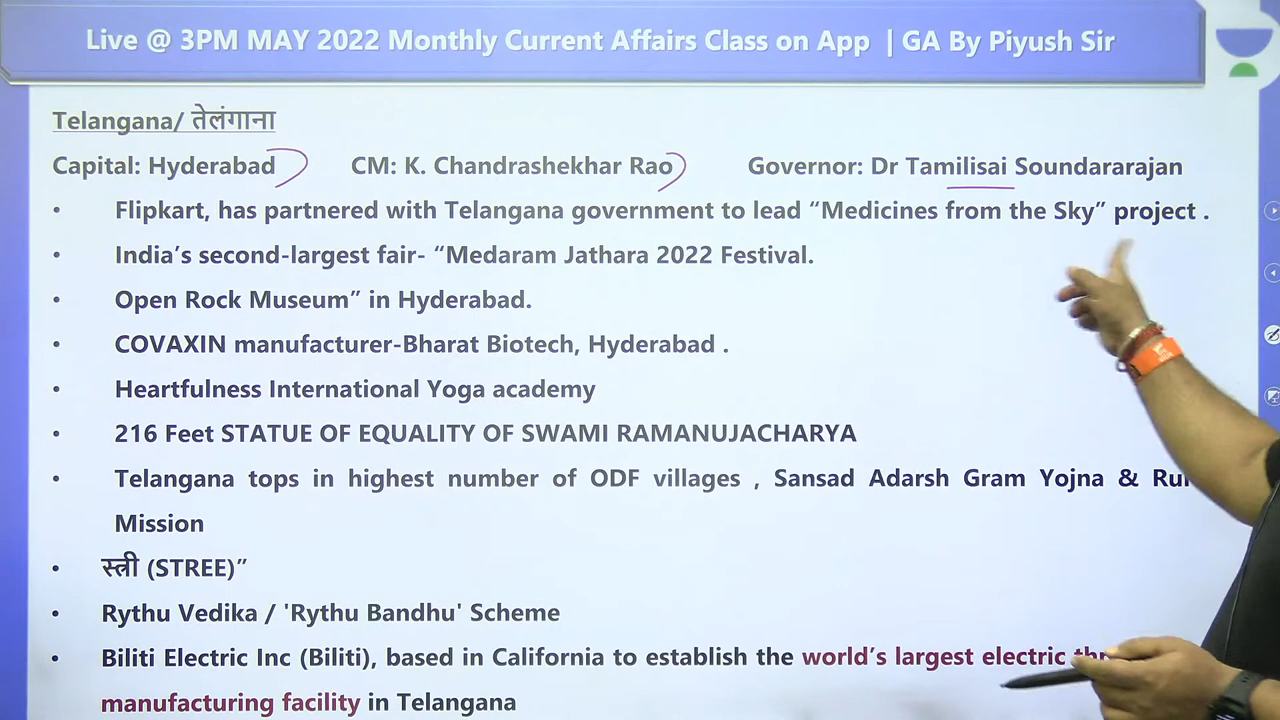 Live @ 3PM MAY 2022 Monthly Current Affairs Class on App | GA By Piyush Sir
Telangana/ तेलंगाना
Capital: Hyderabad CM: K. Chandrashekhar Rao Governor: Dr Tamilisai Soundararajan
• Flipkart, has partnered with Telangana government to lead “Medicines from the Sky” project .
• India’s second-largest fair- “Medaram Jathara 2022 Festival.
• Open Rock Museum” in Hyderabad.
• COVAXIN manufacturer-Bharat Biotech, Hyderabad .
• Heartfulness International Yoga academy
• 216 Feet STATUE OF EQUALITY OF SWAMI RAMANUJACHARYA
• Telangana tops in highest number of ODF villages , Sansad Adarsh Gram Yojna &
Mission
• स्त्री (STREE)”
• Rythu Vedika / 'Rythu Bandhu' Scheme
• Biliti Electric Inc (Biliti), based in California to establish the world’s largest electric
manufacturing facility in Telangana